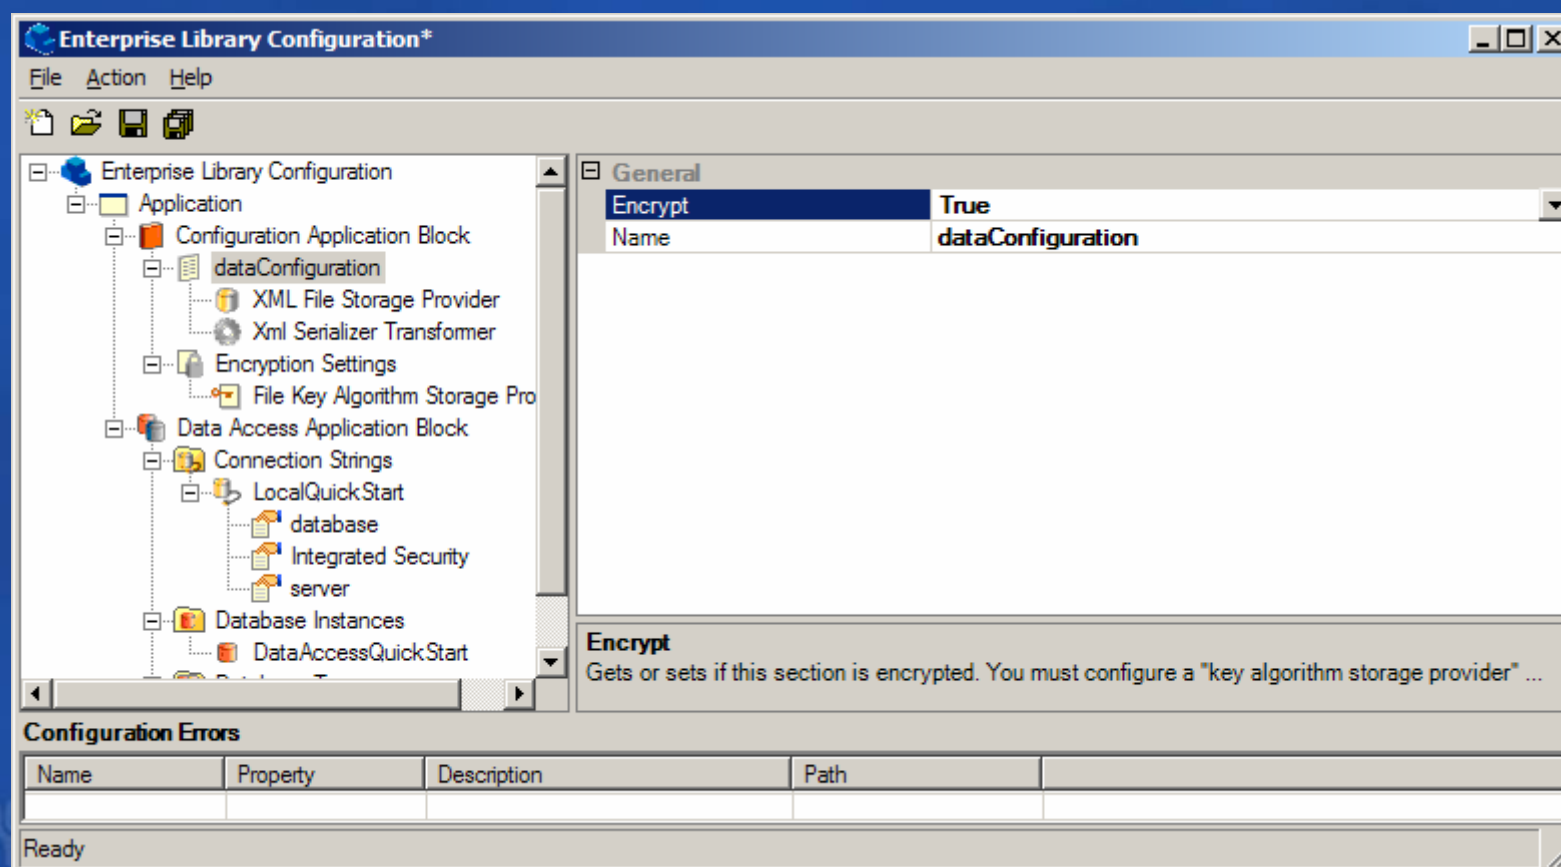 Enterprise Library Configuration*
File Action Help
Enterprise Library Configuration
Application
Configuration Application Block
dataConfiguration
XML File Storage Provider
Xml Serializer Transformer
Encryption Settings
File Key Algorithm Storage Pro
Data Access Application Block
Connection Strings
LocalQuickStart
database
Integrated Security
server
Database Instances
DataAccessQuickStart
General
Encrypt True
Name dataConfiguration
Encrypt
Gets or sets if this section is encrypted. You must configure a "key algorithm storage provider" ...
Configuration Errors
Name Property Description Path
Ready